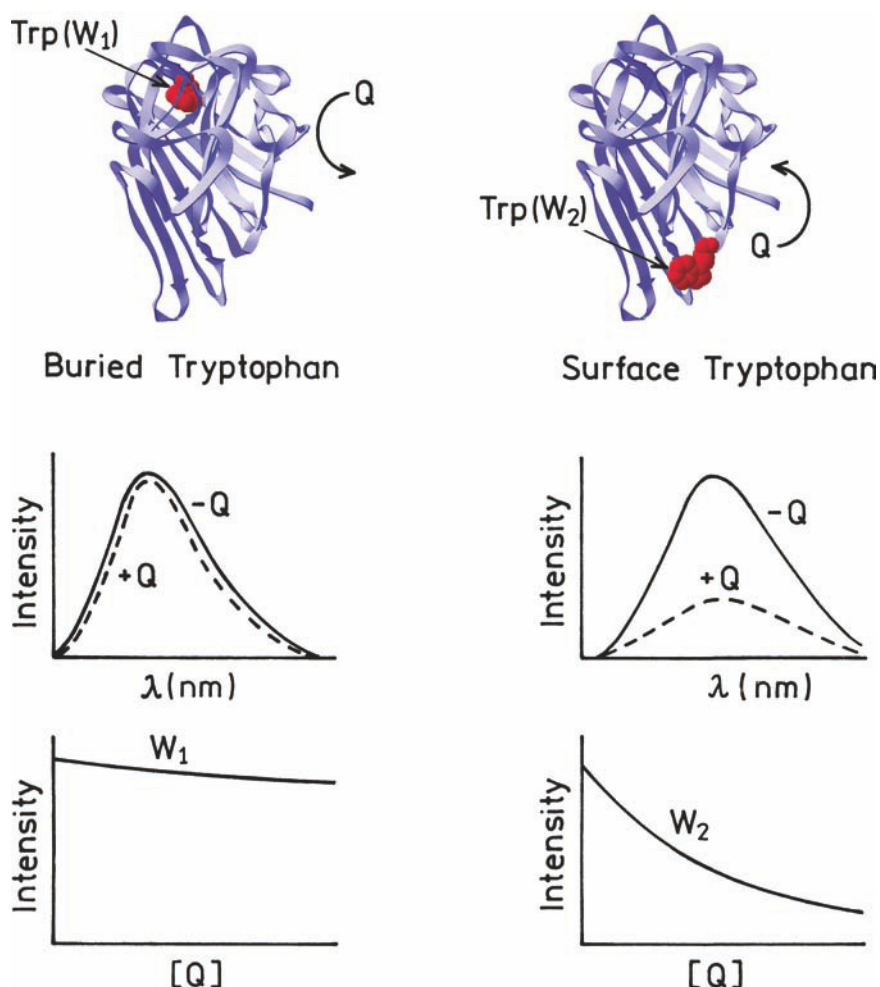 Trp(W₁)
Q
Buried Tryptophan
Intensity
-Q
+Q
λ(nm)
Intensity
W₁
[Q]
Trp(W₂)
Q
Surface Tryptophan
Intensity
-Q
+Q
λ(nm)
Intensity
W₂
[Q]